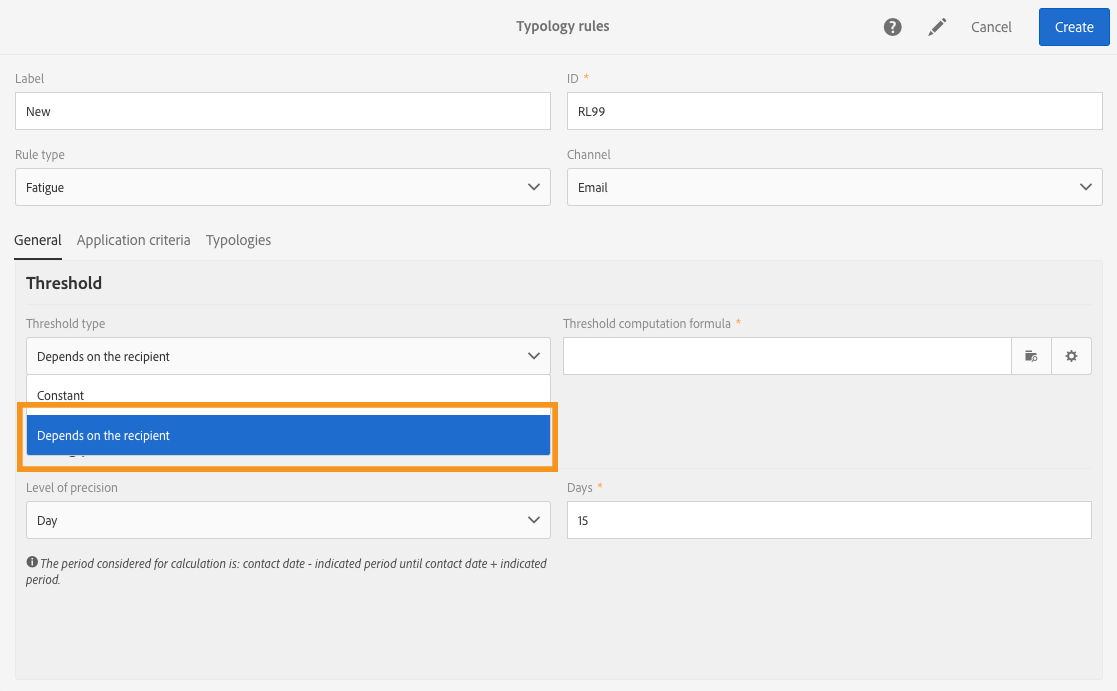 Typology rules
Cancel
Create
Label
ID *
New
RL99
Rule type
Channel
Fatigue
Email
General
Application criteria
Typologies
Threshold
Threshold type
Threshold computation formula *
Depends on the recipient
Constant
Depends on the recipient
Level of precision
Days *
Day
15
The period considered for calculation is: contact date - indicated period until contact date + indicated
period.